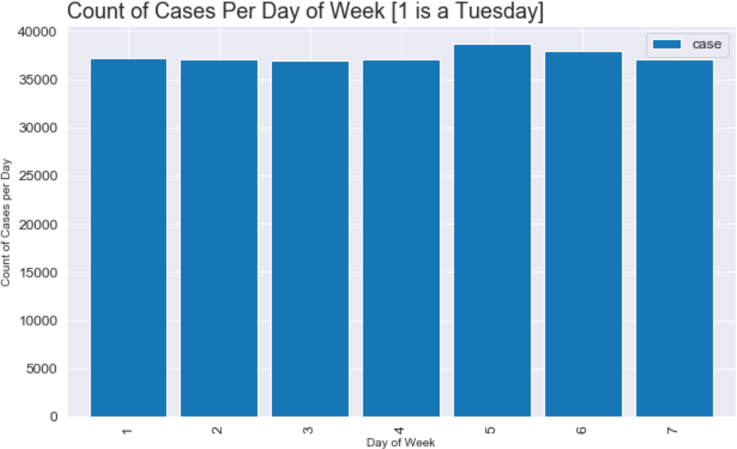 Count of Cases Per Day of Week [1 is a Tuesday]
case
Count of Cases per Day
40000
35000
30000
25000
20000
15000
10000
5000
0
1 2 3 4 5 6 7
Day of Week